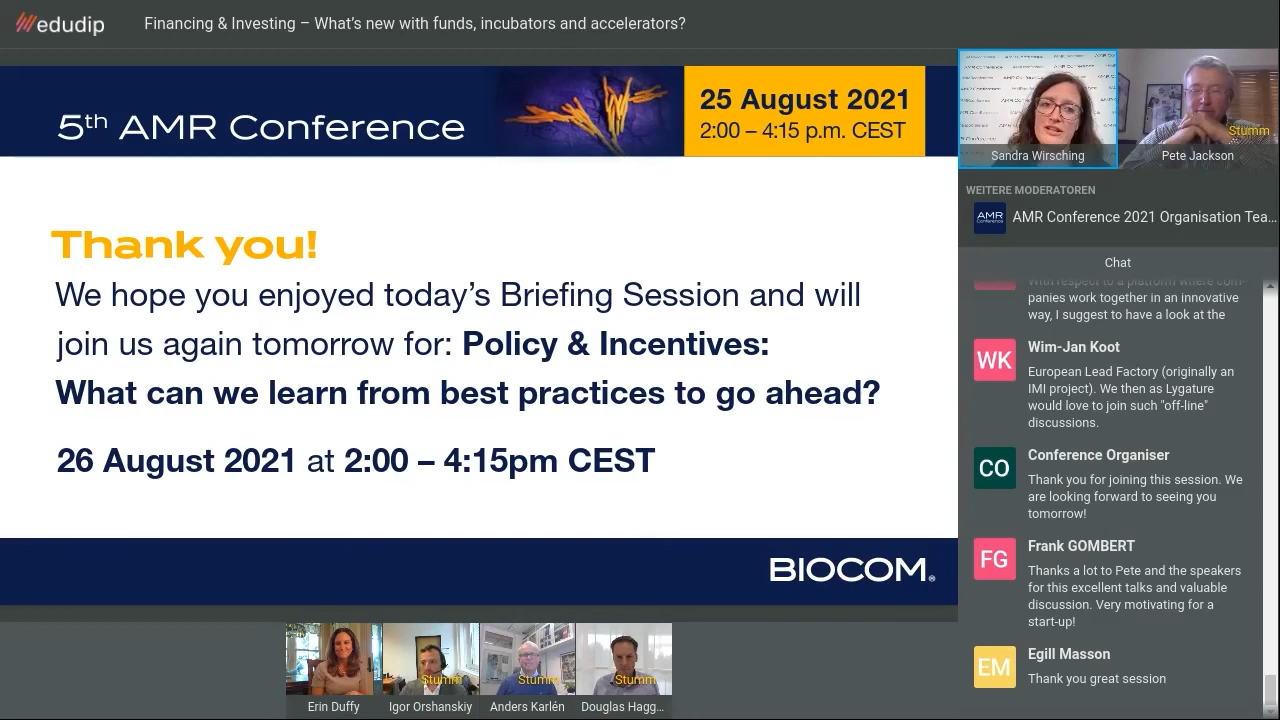 edudip
Financing & Investing – What's new with funds, incubators and accelerators?
5th AMR Conference
25 August 2021
2:00 – 4:15 p.m. CEST
Thank you!
We hope you enjoyed today's Briefing Session and will
join us again tomorrow for: Policy & Incentives:
What can we learn from best practices to go ahead?
26 August 2021 at 2:00 – 4:15pm CEST
BIOCOM®
Sandra Wirsching
Stumm
Pete Jackson
WEITERE MODERATOREN
AMR
Conference
AMR Conference 2021 Organisation Tea...
Chat
With respect to a platform where com-
panies work together in an innovative
way, I suggest to have a look at the
WK
Wim-Jan Koot
European Lead Factory (originally an
IMI project). We then as Lygature
would love to join such "off-line"
discussions.
CO
Conference Organiser
Thank you for joining this session. We
are looking forward to seeing you
tomorrow!
FG
Frank GOMBERT
Thanks a lot to Pete and the speakers
for this excellent talks and valuable
discussion. Very motivating for a
start-up!
EM
Egill Masson
Thank you great session
Erin Duffy
Stumm
Igor Orshanskiy
Stumm
Anders Karlén
Stumm
Douglas Hagg...